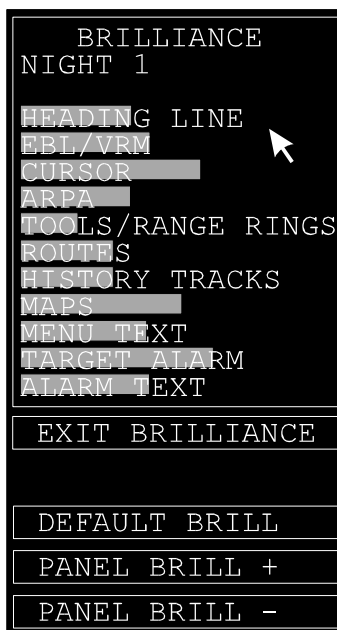 BRILLIANCE
NIGHT 1
HEADING LINE
EBL/VRM
CURSOR
ARPA
TOOLS/RANGE RINGS
ROUTES
HISTORY TRACKS
MAPS
MENU TEXT
TARGET ALARM
ALARM TEXT
EXIT BRILLIANCE
DEFAULT BRILL
PANEL BRILL +
PANEL BRILL -